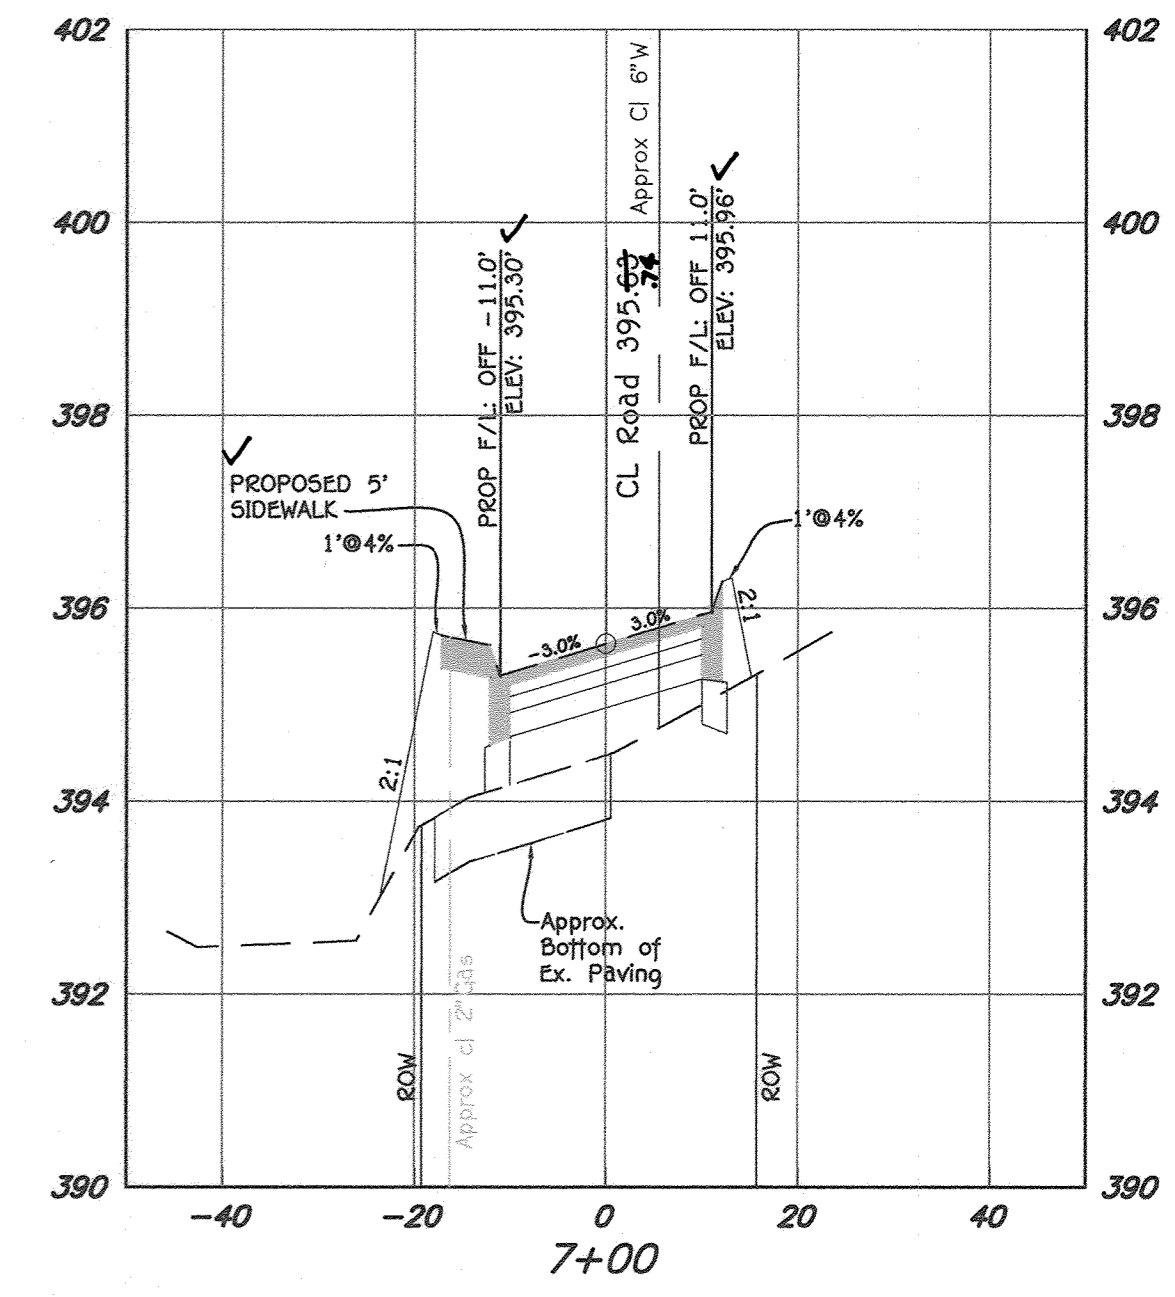 402
402
Approx Cl 6"W
400
400
PROP F/L: OFF -11.0'
ELEV: 395.30'
CL Road 395.63
.74
PROP F/L: OFF 11.0'
ELEV: 395.96'
398
398
PROPOSED 5'
SIDEWALK
1'@4%
1'@4%
396
396
-3.0%
3.0%
2:1
2:1
394
394
Approx.
Bottom of
Ex. Paving
392
392
Approx cl 2" Gas
ROW
ROW
390
390
-40
-20
0
20
40
7+00